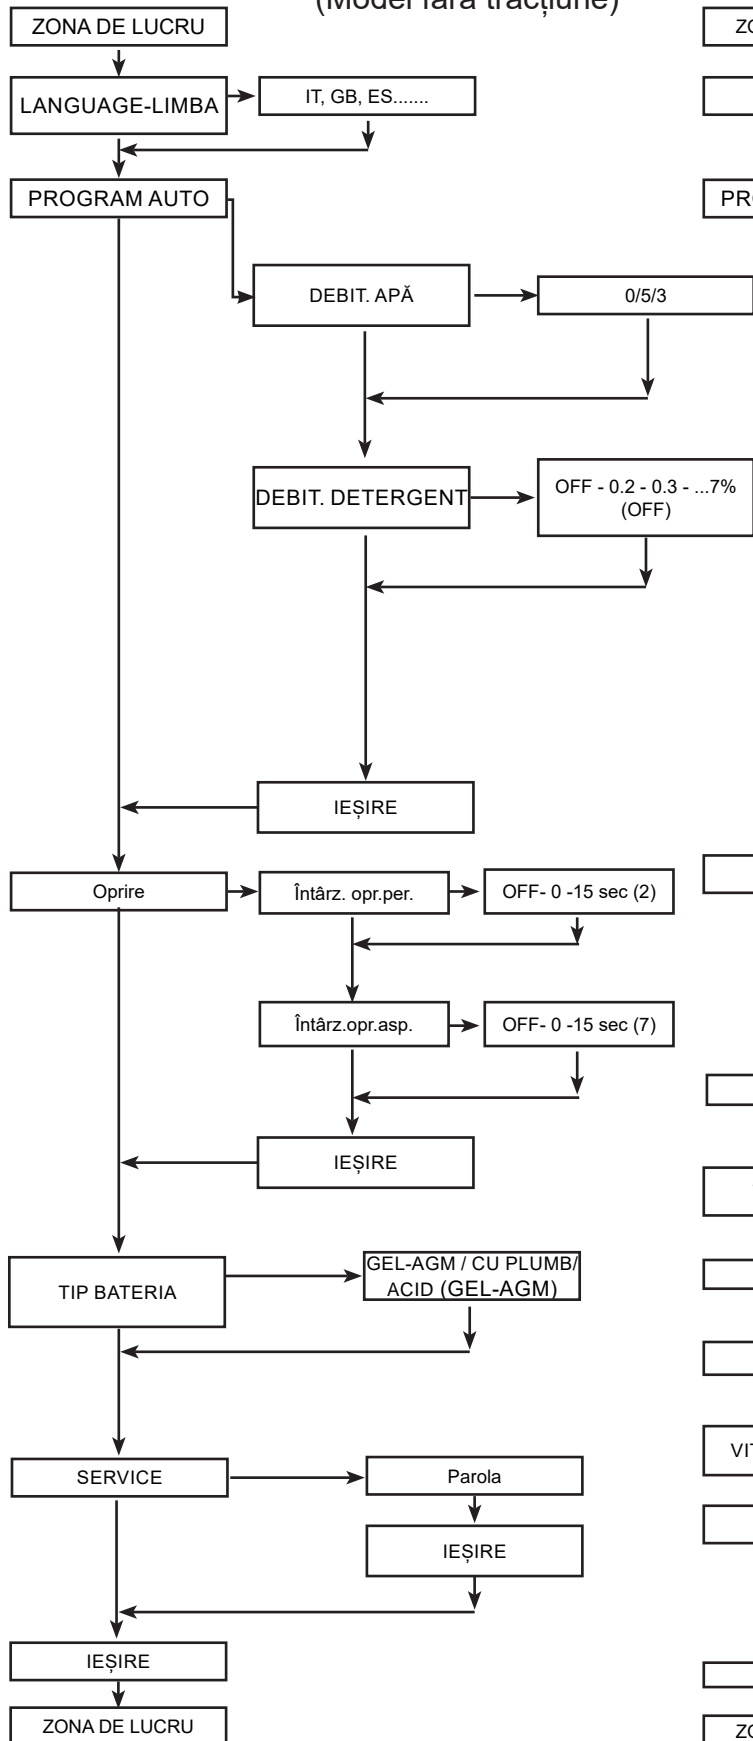 (Model fără tracțiune)
ZONA DE LUCRU
LANGUAGE-LIMBA
IT, GB, ES.......
PROGRAM AUTO
DEBIT. APĂ
0/5/3
DEBIT. DETERGENT
OFF - 0.2 - 0.3 - ...7%
(OFF)
IEȘIRE
Oprire
Întârz. opr.per.
OFF- 0 -15 sec (2)
Întârz.opr.asp.
OFF- 0 -15 sec (7)
IEȘIRE
TIP BATERIA
GEL-AGM / CU PLUMB/
ACID (GEL-AGM)
SERVICE
Parola
IEȘIRE
IEȘIRE
ZONA DE LUCRU